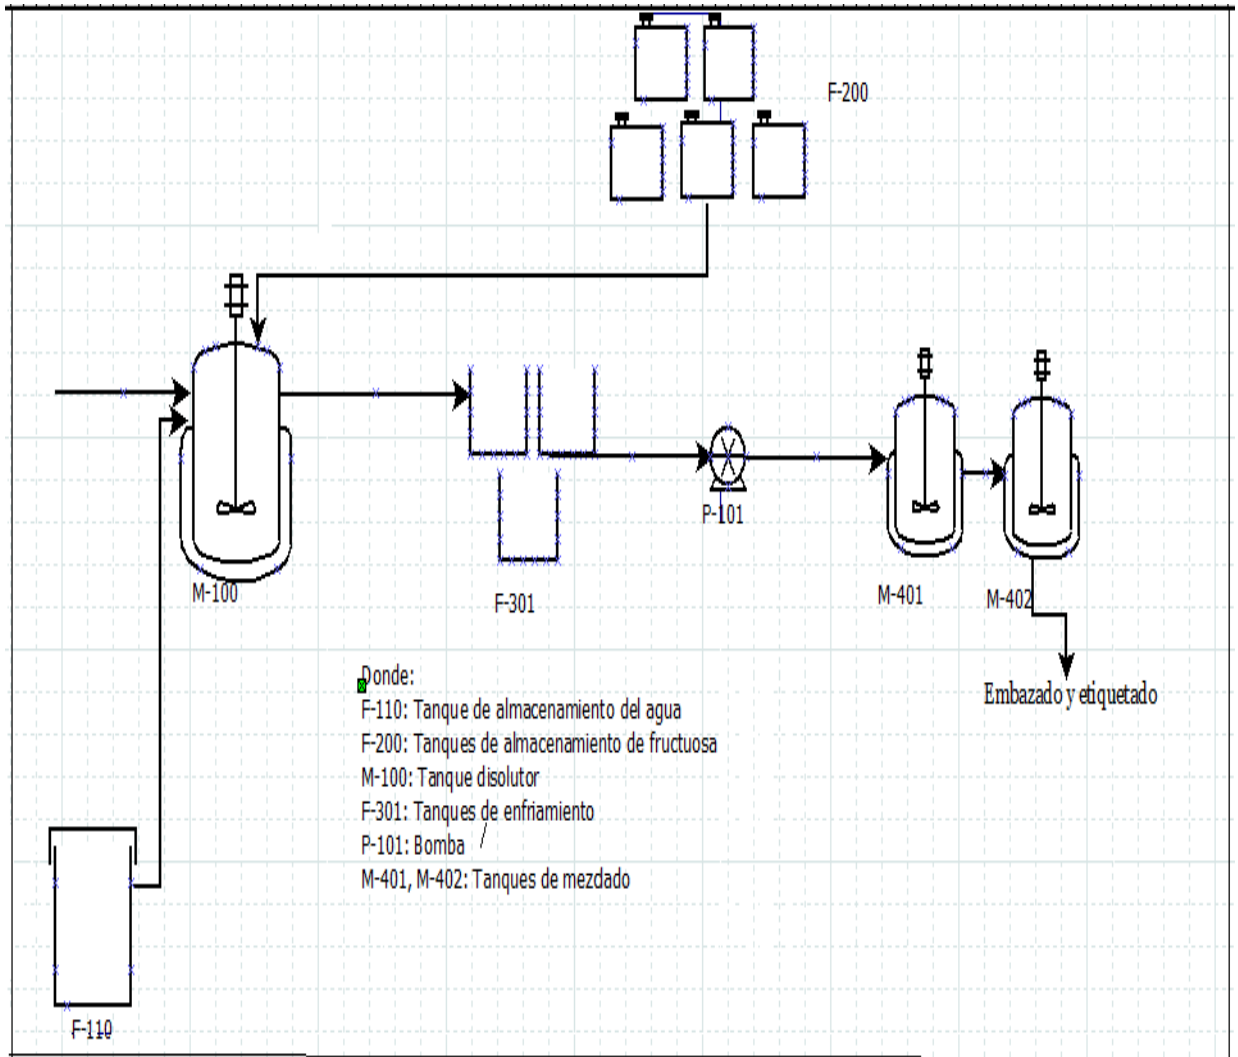 F-200
P-101
M-100
F-301
M-401
M-402
Donde:
F-110: Tanque de almacenamiento del agua
F-200: Tanques de almacenamiento de fructuosa
M-100: Tanque disolutor
F-301: Tanques de enfriamiento
P-101: Bomba
M-401, M-402: Tanques de mezdado
Embazado y etiquetado
F-110